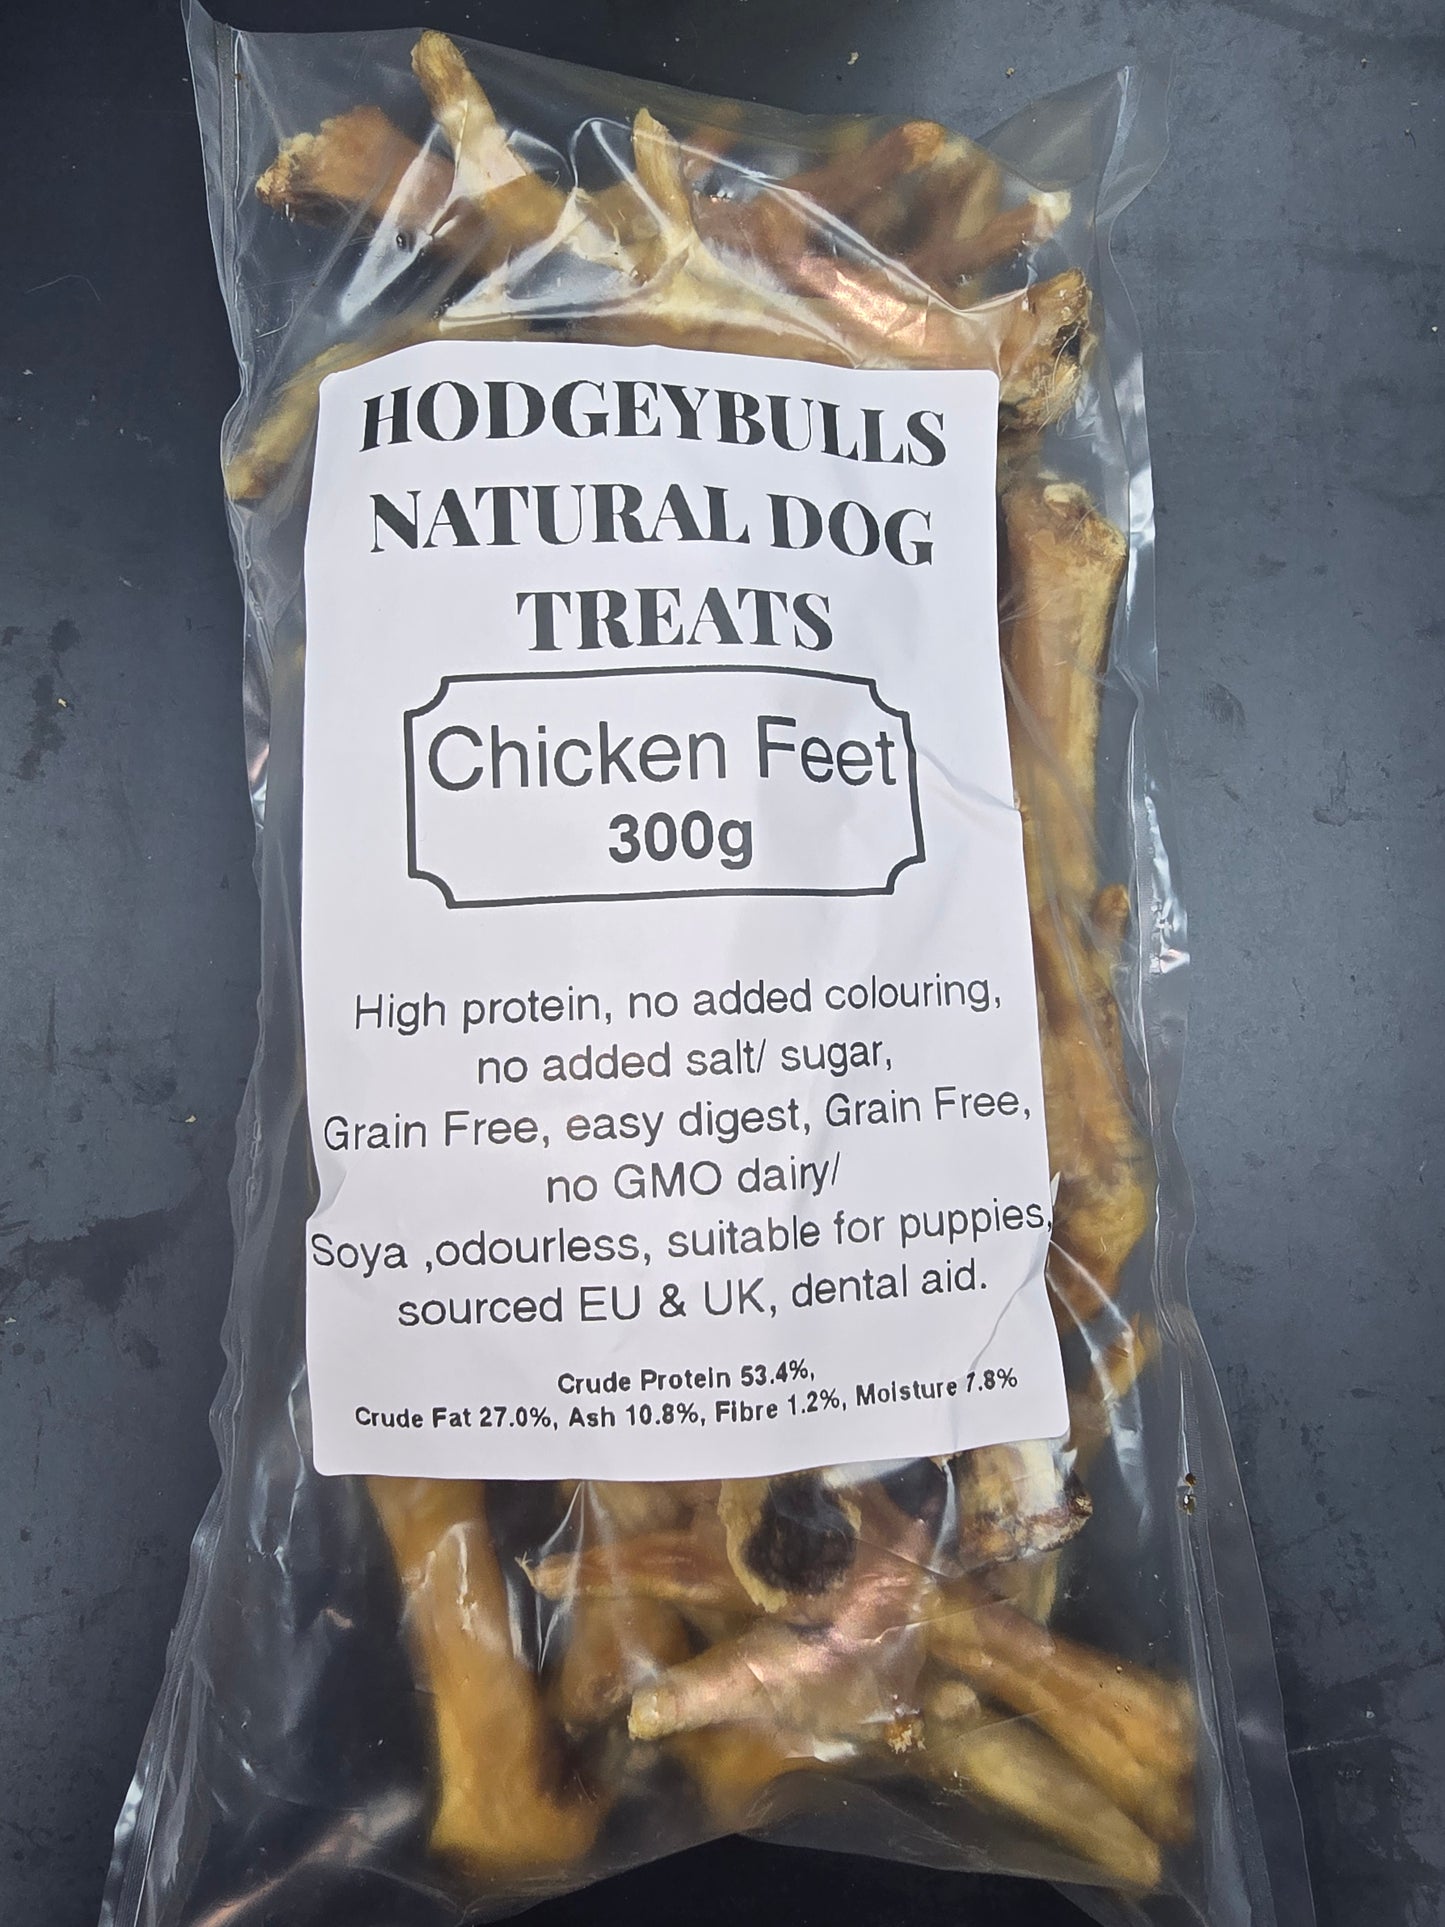 HODGEYBULLS
NATURAL DOG
TREATS
Chicken Feet
300g
High protein, no added colouring,
no added salt/ sugar,
Grain Free, easy digest, Grain Free,
no GMO dairy/
Soya ,odourless, suitable for puppies,
sourced EU & UK, dental aid.
Crude Protein 53.4%,
Crude Fat 27.0%, Ash 10.8%, Fibre 1.2%, Moisture 7.8%